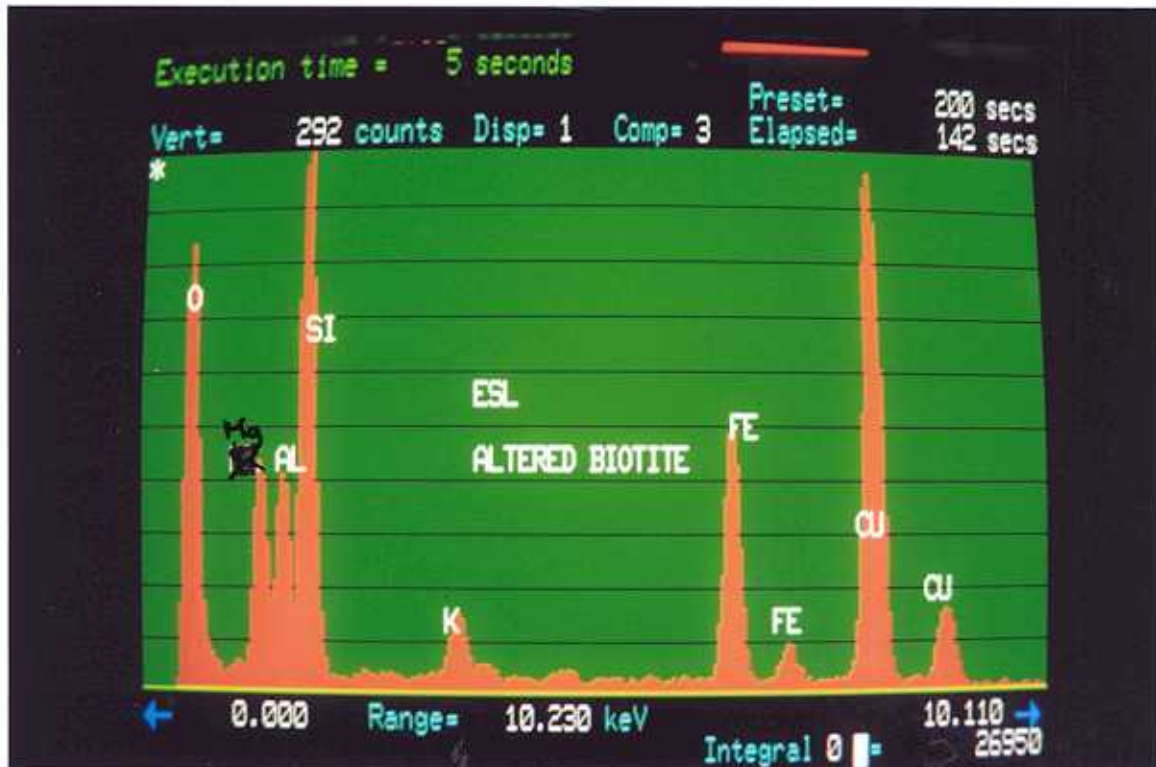 Execution time = 5 seconds
Preset= 200 secs
Vert= 292 counts Disp= 1 Comp= 3 Elapsed= 142 secs
*
O
SI
ESL
Mg
AL
ALTERED BIOTITE
FE
CU
K
FE
CU
← 0.000 Range= 10.230 keV 10.110 →
Integral 0 = 26950